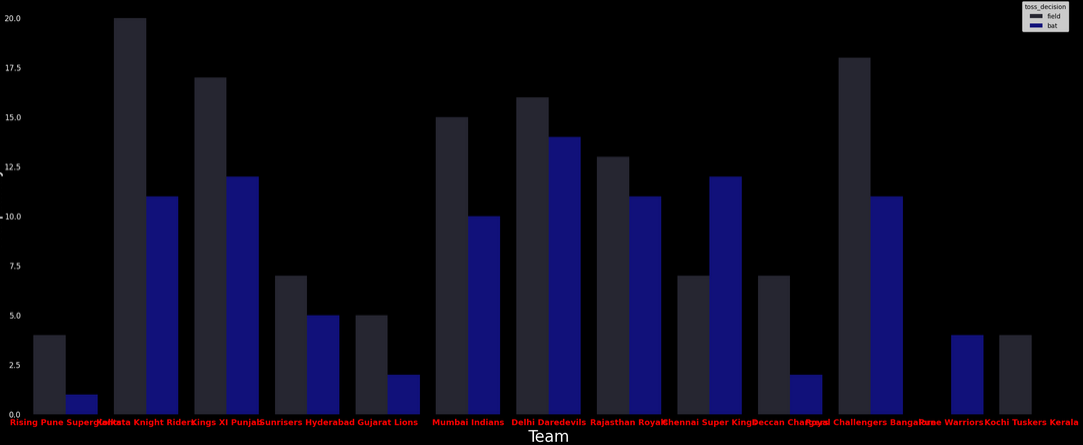 toss_decision
field
bat
20.0
17.5
15.0
12.5
10.0
7.5
5.0
2.5
0.0
Rising Pune Supergiants Kolkata Knight Riders Kings XI Punjab Sunrisers Hyderabad Gujarat Lions Mumbai Indians Delhi Daredevils Rajasthan Royals Chennai Super Kings Deccan Chargers Royal Challengers Bangalore Pune Warriors Kochi Tuskers Kerala
Team